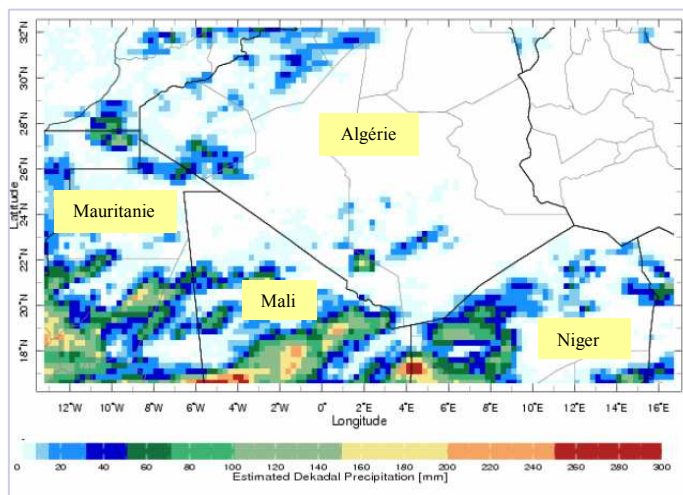 32°N
30°N
28°N
26°N
24°N
22°N
20°N
18°N
Latitude
Algérie
Mauritanie
Mali
Niger
12°W 10°W 8°W 6°W 4°W 2°W 0° 2°E 4°E 6°E 8°E 10°E 12°E 14°E 16°E
Longitude
0 20 40 60 80 100 120 140 160 180 200 220 240 260 280 300
Estimated Dekadal Precipitation [mm]